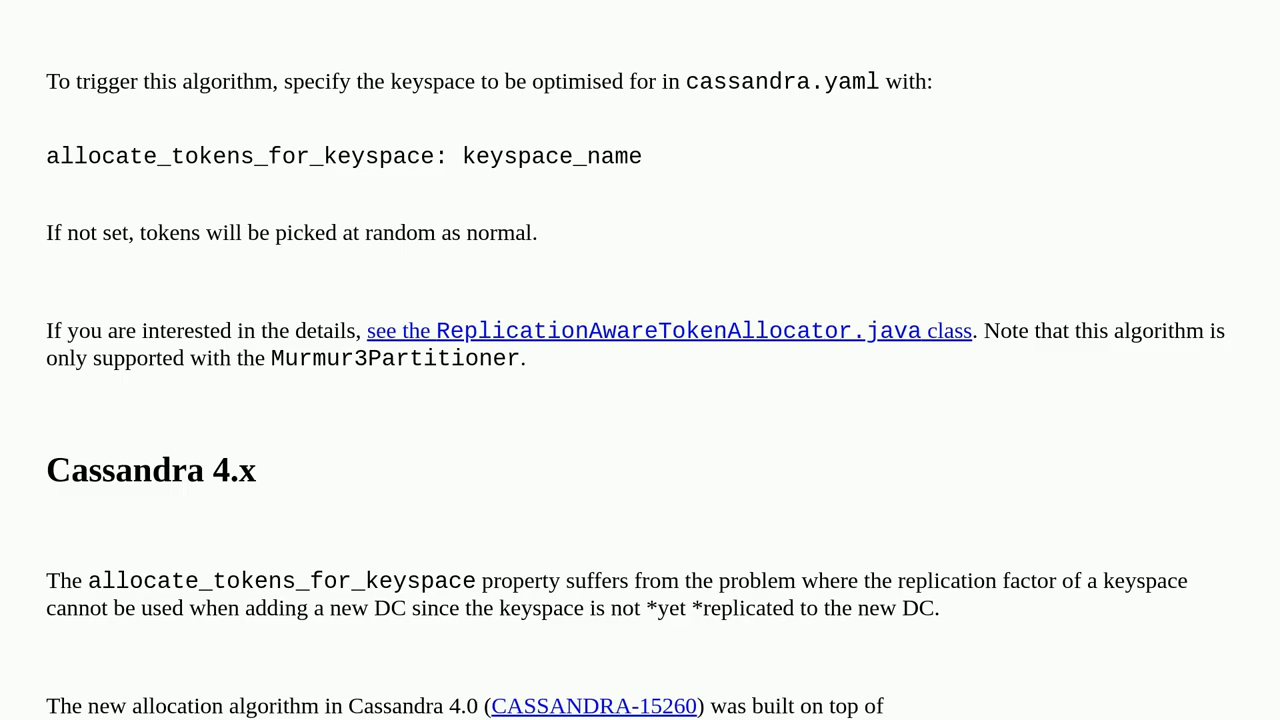 To trigger this algorithm, specify the keyspace to be optimised for in cassandra.yaml with:
allocate_tokens_for_keyspace: keyspace_name
If not set, tokens will be picked at random as normal.
If you are interested in the details, see the ReplicationAwareTokenAllocator.java class. Note that this algorithm is
only supported with the Murmur3Partitioner.
Cassandra 4.x
The allocate_tokens_for_keyspace property suffers from the problem where the replication factor of a keyspace
cannot be used when adding a new DC since the keyspace is not *yet *replicated to the new DC.
The new allocation algorithm in Cassandra 4.0 (CASSANDRA-15260) was built on top of